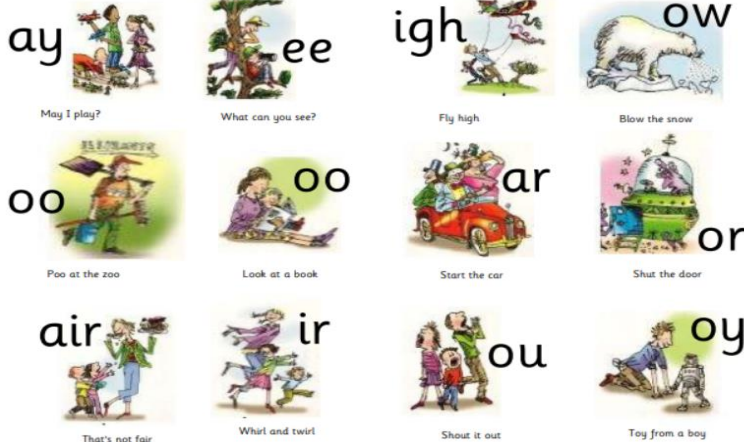 ay
ee
igh
ow
May I play?
What can you see?
Fly high
Blow the snow
oo
oo
ar
or
Poo at the zoo
Look at a book
Start the car
Shut the door
air
ir
ou
oy
That's not fair
Whirl and twirl
Shout it out
Toy from a boy